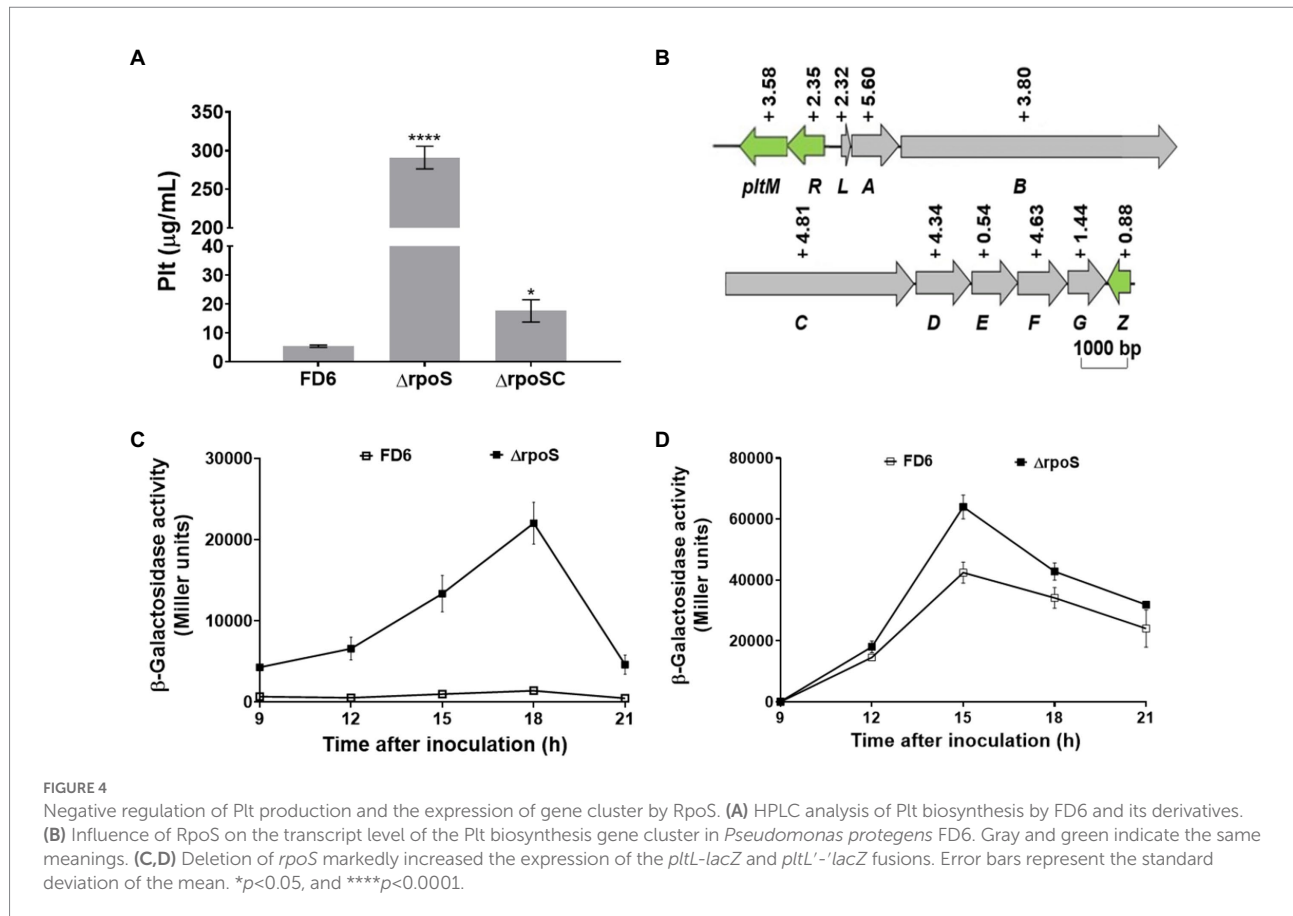 A
Plt (µg/mL)
350
300
250
200
40
30
20
10
0
****
*
FD6
ΔrpoS
ΔrpoSC
B
+ 3.58
+ 2.35
+ 2.32
+ 5.60
+ 3.80
pltM R L A B
+ 4.81
+ 4.34
+ 0.54
+ 4.63
+ 1.44
+ 0.88
C D E F G Z
1000 bp
C
FD6 ΔrpoS
β-Galactosidase activity
(Miller units)
30000
20000
10000
0
9 12 15 18 21
Time after inoculation (h)
D
FD6 ΔrpoS
β-Galactosidase activity
(Miller units)
80000
60000
40000
20000
0
9 12 15 18 21
Time after inoculation (h)
FIGURE 4
Negative regulation of Plt production and the expression of gene cluster by RpoS. (A) HPLC analysis of Plt biosynthesis by FD6 and its derivatives.
(B) Influence of RpoS on the transcript level of the Plt biosynthesis gene cluster in Pseudomonas protegens FD6. Gray and green indicate the same
meanings. (C,D) Deletion of rpoS markedly increased the expression of the pltL-lacZ and pltL′-′lacZ fusions. Error bars represent the standard
deviation of the mean. *p<0.05, and ****p<0.0001.